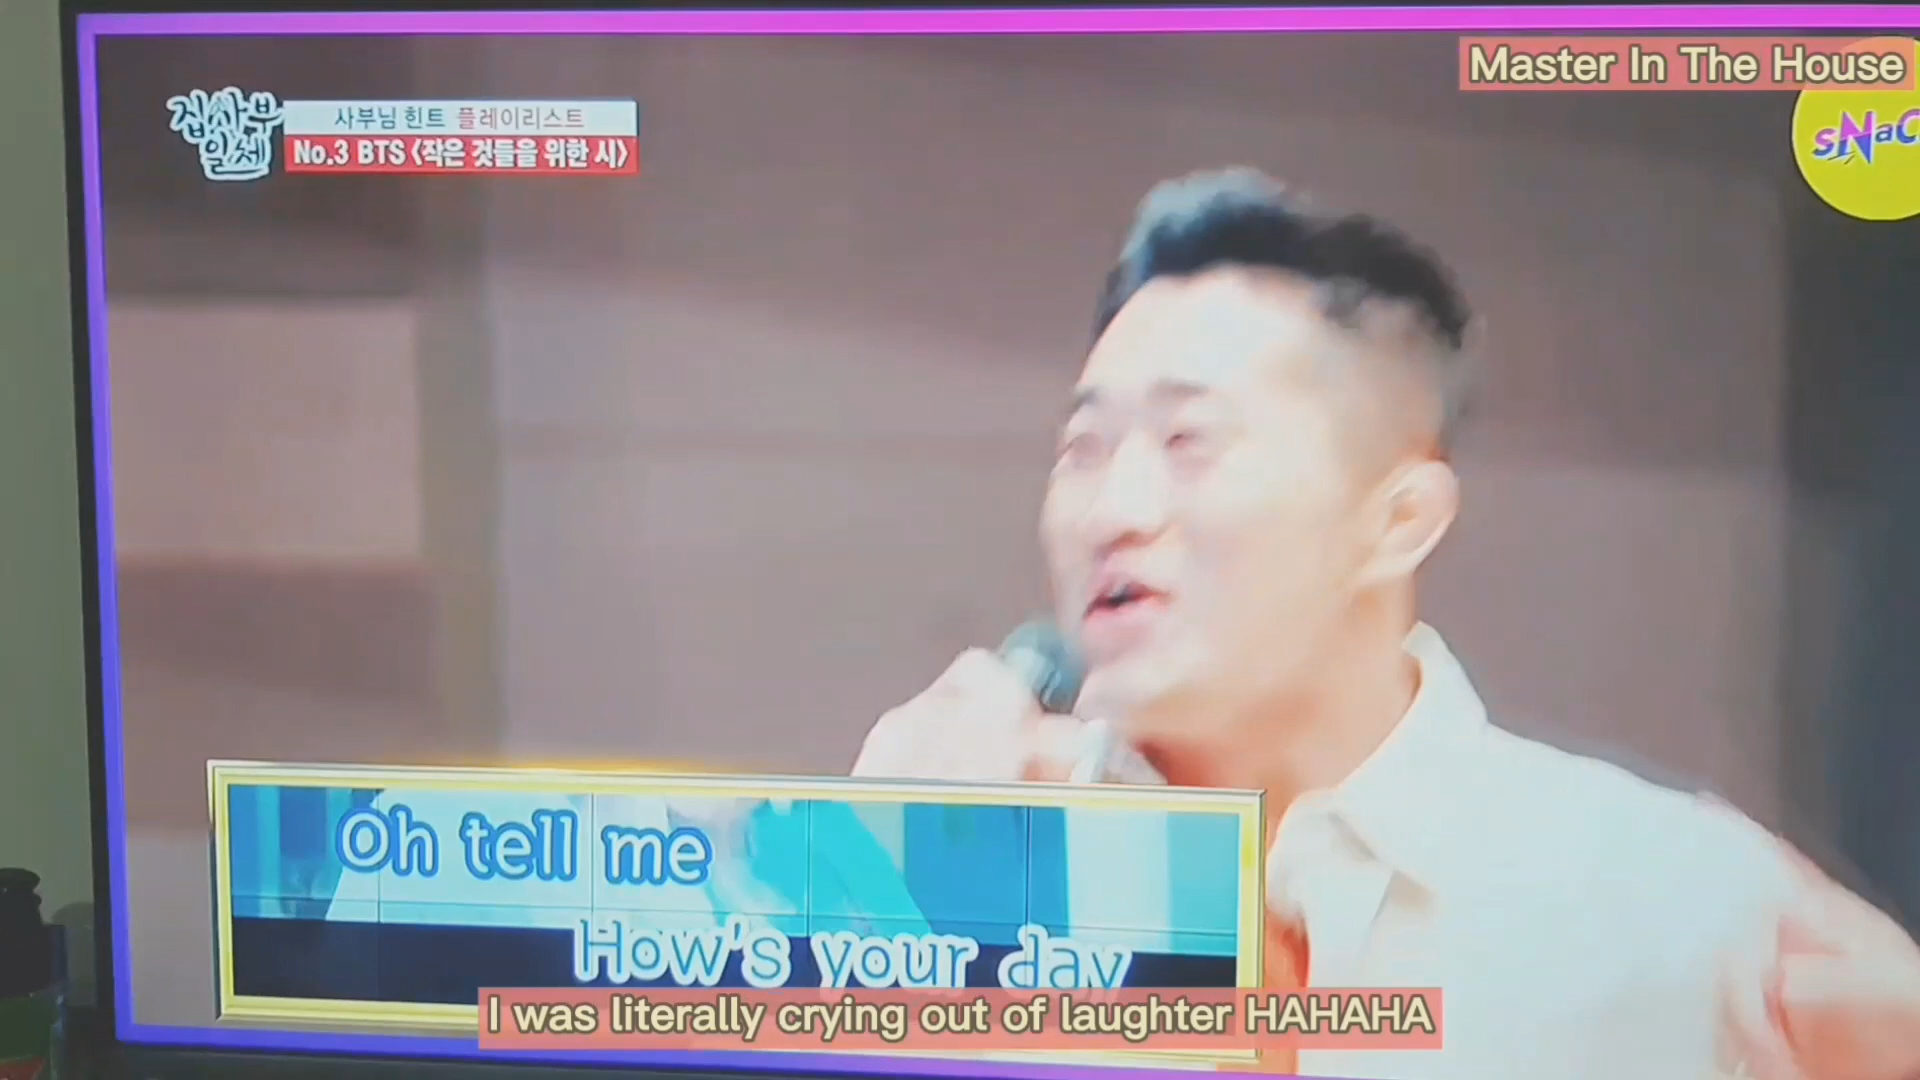 Master In The House
집사부
일체
사부님 힌트 플레이리스트
No.3 BTS <작은 것들을 위한 시>
sNaC
Oh tell me
How's your day
I was literally crying out of laughter HAHAHA